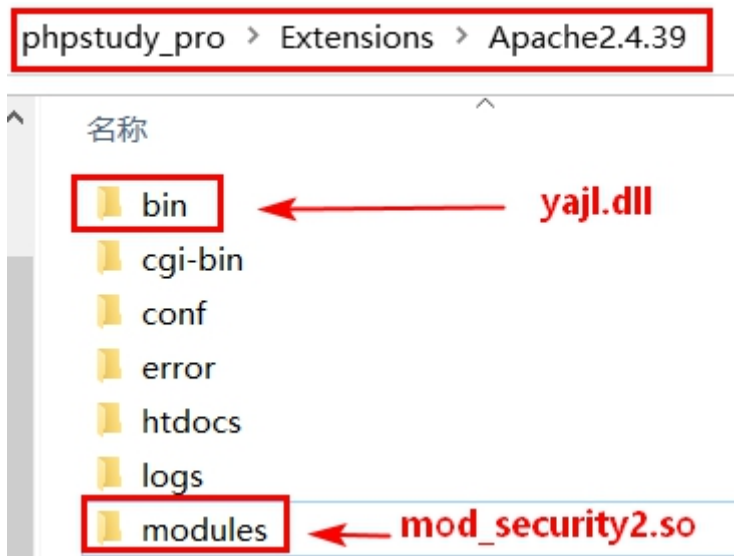 phpstudy_pro > Extensions > Apache2.4.39
名称
bin yajl.dll
cgi-bin
conf
error
htdocs
logs
modules mod_security2.so